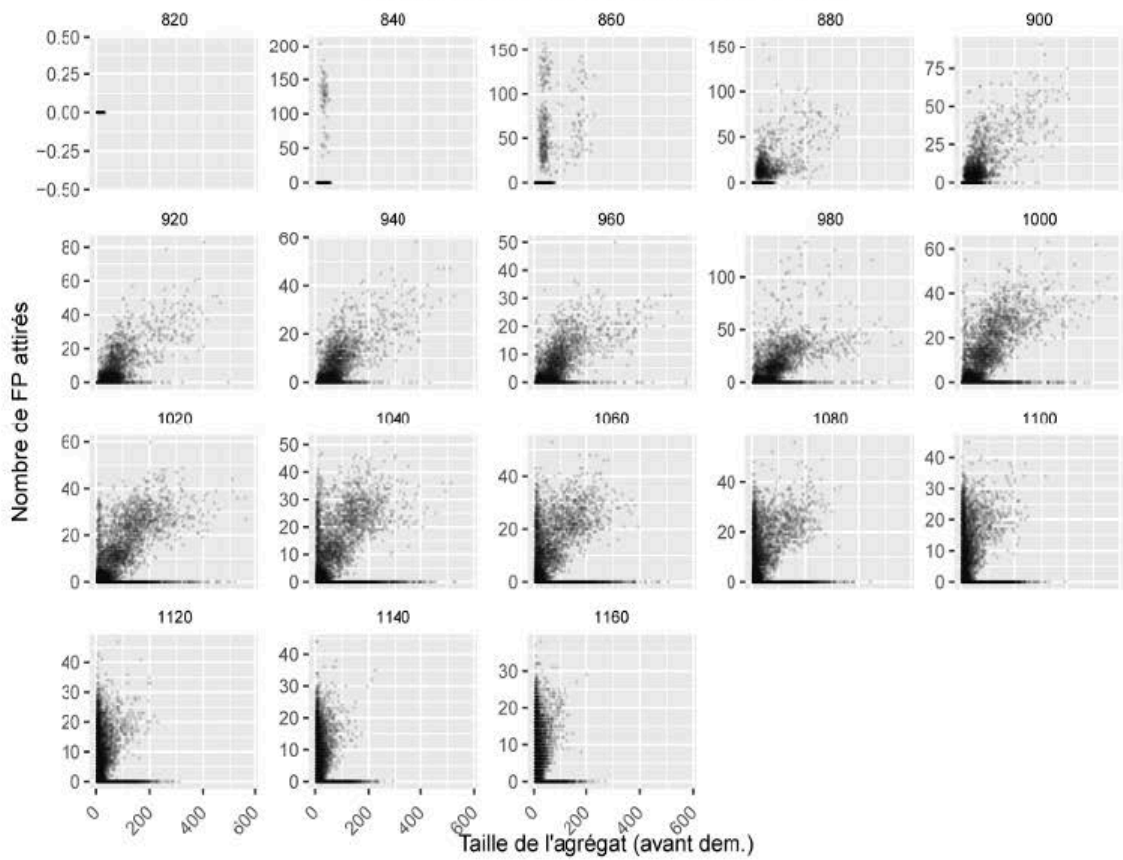 820 840 860 880 900
0.50 200 150 150 75
0.25 150 100 100 50
0.00 100 50 50 25
−0.25 50 0 0 0
−0.50 0
920 940 960 980 1000
80 60 50 100 60
60 40 40 50 40
40 20 30 0 20
20 0 20 0
0 10
0
1020 1040 1060 1080 1100
60 50 60 60 40
40 40 40 40 30
20 30 20 20 20
0 20 0 0 10
10 0
0
1120 1140 1160
40 40 30
30 30 20
20 20 10
10 10 0
0 0
0 200 400 600 0 200 400 600 0 200 400 600
Nombre de FP attirés
Taille de l'agrégat (avant dem.)